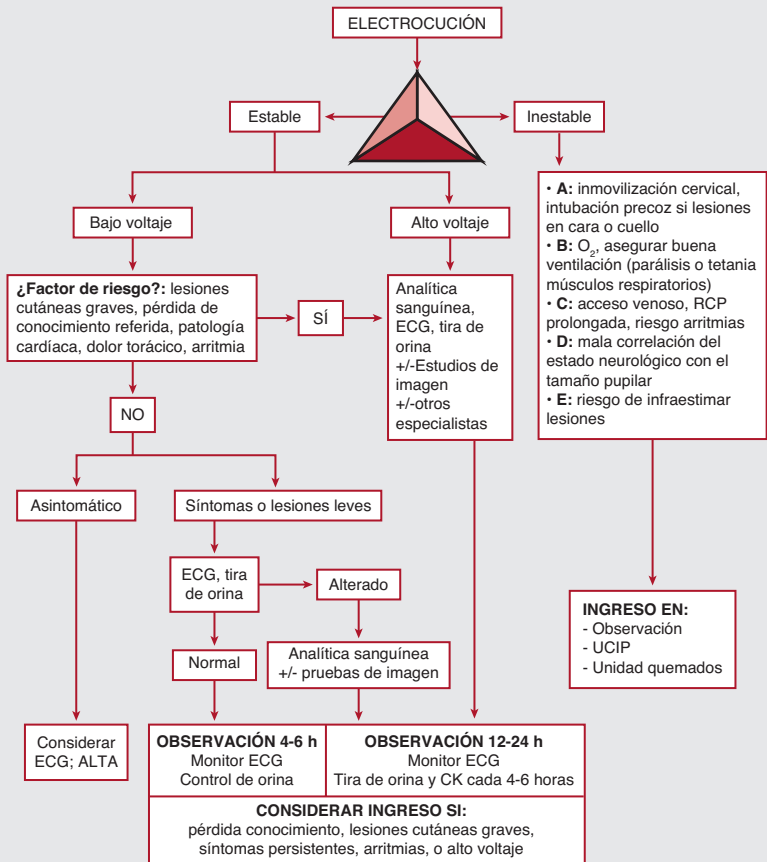 ELECTROCUCIÓN
Estable
Inestable
Bajo voltaje
Alto voltaje
• A: inmovilización cervical,
intubación precoz si lesiones
en cara o cuello
• B: O2, asegurar buena
ventilación (parálisis o tetania
músculos respiratorios)
• C: acceso venoso, RCP
prolongada, riesgo arritmias
• D: mala correlación del
estado neurológico con el
tamaño pupilar
• E: riesgo de infraestimar
lesiones
¿Factor de riesgo?: lesiones
cutáneas graves, pérdida de
conocimiento referida, patología
cardíaca, dolor torácico, arritmia
SÍ
Analítica
sanguínea,
ECG, tira de
orina
+/-Estudios de
imagen
+/-otros
especialistas
NO
Asintomático
Síntomas o lesiones leves
ECG, tira
de orina
Alterado
Normal
Analítica sanguínea
+/- pruebas de imagen
INGRESO EN:
- Observación
- UCIP
- Unidad quemados
Considerar
ECG; ALTA
OBSERVACIÓN 4-6 h
Monitor ECG
Control de orina
OBSERVACIÓN 12-24 h
Monitor ECG
Tira de orina y CK cada 4-6 horas
CONSIDERAR INGRESO SI:
pérdida conocimiento, lesiones cutáneas graves,
síntomas persistentes, arritmias, o alto voltaje